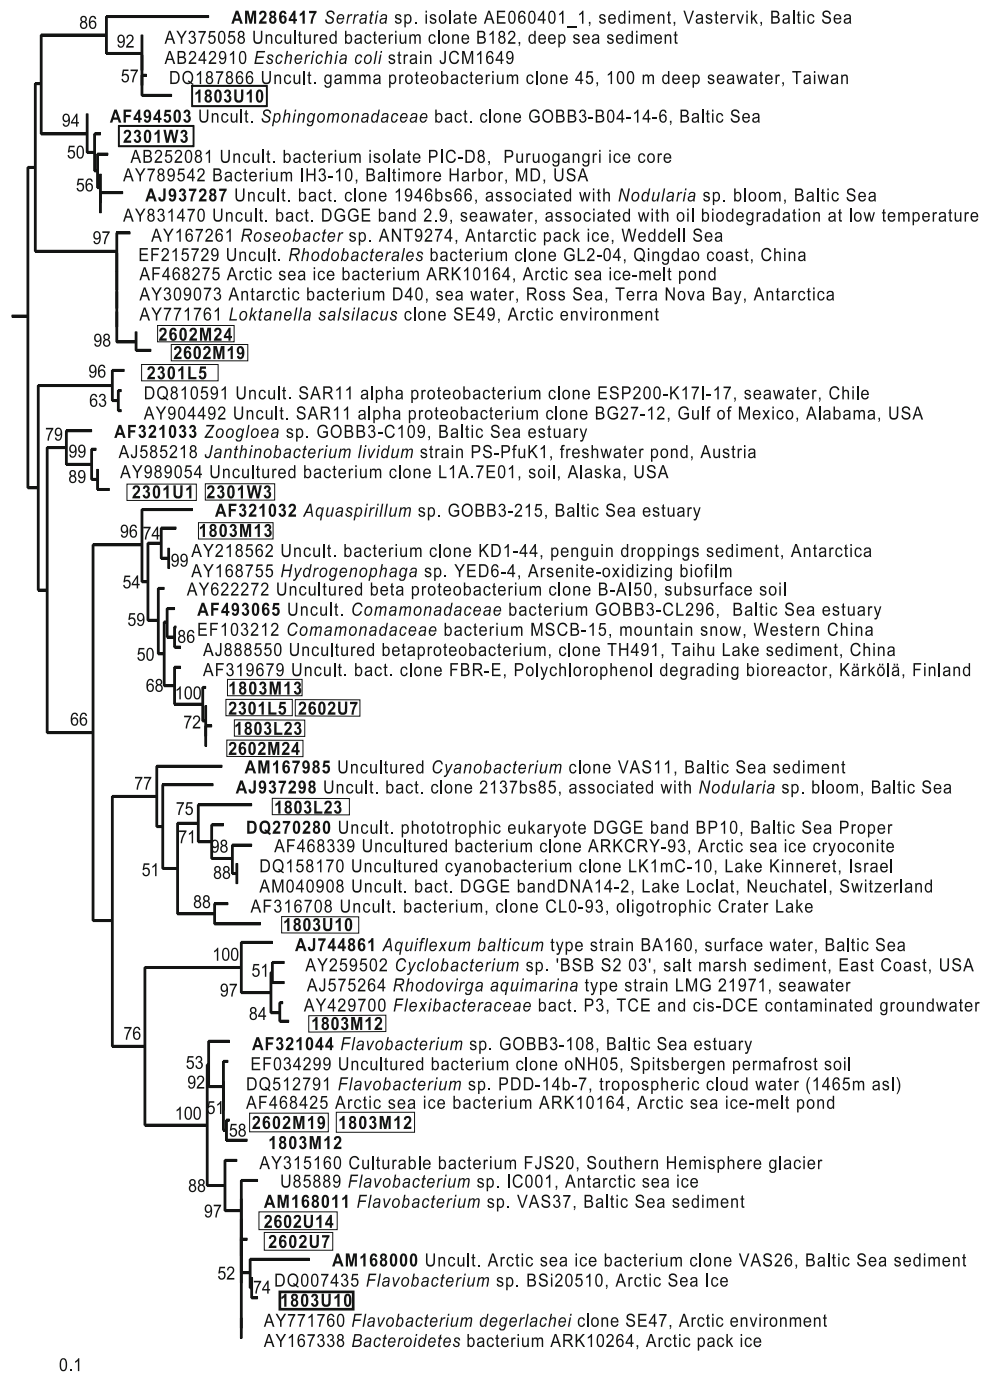 86 AM286417 Serratia sp. isolate AE060401_1, sediment, Vastervik, Baltic Sea
92 AY375058 Uncultured bacterium clone B182, deep sea sediment
AB242910 Escherichia coli strain JCM1649
57 DQ187866 Uncult. gamma proteobacterium clone 45, 100 m deep seawater, Taiwan
1803U10
94 AF494503 Uncult. Sphingomonadaceae bact. clone GOBB3-B04-14-6, Baltic Sea
2301W3
50 AB252081 Uncult. bacterium isolate PIC-D8, Puruogangri ice core
AY789542 Bacterium IH3-10, Baltimore Harbor, MD, USA
56 AJ937287 Uncult. bact. clone 1946bs66, associated with Nodularia sp. bloom, Baltic Sea
AY831470 Uncult. bact. DGGE band 2.9, seawater, associated with oil biodegradation at low temperature
97 AY167261 Roseobacter sp. ANT9274, Antarctic pack ice, Weddell Sea
EF215729 Uncult. Rhodobacterales bacterium clone GL2-04, Qingdao coast, China
AF468275 Arctic sea ice bacterium ARK10164, Arctic sea ice-melt pond
AY309073 Antarctic bacterium D40, sea water, Ross Sea, Terra Nova Bay, Antarctica
AY771761 Loktanella salsilacus clone SE49, Arctic environment
98 2602M24
2602M19
96 2301L5
DQ810591 Uncult. SAR11 alpha proteobacterium clone ESP200-K17I-17, seawater, Chile
63 AY904492 Uncult. SAR11 alpha proteobacterium clone BG27-12, Gulf of Mexico, Alabama, USA
79 AF321033 Zoogloea sp. GOBB3-C109, Baltic Sea estuary
99 AJ585218 Janthinobacterium lividum strain PS-PfuK1, freshwater pond, Austria
89 AY989054 Uncultured bacterium clone L1A.7E01, soil, Alaska, USA
2301U1 2301W3
AF321032 Aquaspirillum sp. GOBB3-215, Baltic Sea estuary
96 74 1803M13
AY218562 Uncult. bacterium clone KD1-44, penguin droppings sediment, Antarctica
99 AY168755 Hydrogenophaga sp. YED6-4, Arsenite-oxidizing biofilm
54 AY622272 Uncultured beta proteobacterium clone B-AI50, subsurface soil
59 AF493065 Uncult. Comamonadaceae bacterium GOBB3-CL296, Baltic Sea estuary
86 EF103212 Comamonadaceae bacterium MSCB-15, mountain snow, Western China
50 AJ888550 Uncultured betaproteobacterium, clone TH491, Taihu Lake sediment, China
AF319679 Uncult. bact. clone FBR-E, Polychlorophenol degrading bioreactor, Kärkölä, Finland
68 100 1803M13
2301L5 2602U7
66 72 1803L23
2602M24
AM167985 Uncultured Cyanobacterium clone VAS11, Baltic Sea sediment
77 AJ937298 Uncult. bact. clone 2137bs85, associated with Nodularia sp. bloom, Baltic Sea
75 1803L23
71 DQ270280 Uncult. phototrophic eukaryote DGGE band BP10, Baltic Sea Proper
98 AF468339 Uncultured bacterium clone ARKCRY-93, Arctic sea ice cryoconite
51 88 DQ158170 Uncultured cyanobacterium clone LK1mC-10, Lake Kinneret, Israel
AM040908 Uncult. bact. DGGE bandDNA14-2, Lake Loclat, Neuchatel, Switzerland
88 AF316708 Uncult. bacterium, clone CL0-93, oligotrophic Crater Lake
1803U10
100 AJ744861 Aquiflexum balticum type strain BA160, surface water, Baltic Sea
51 AY259502 Cyclobacterium sp. 'BSB S2 03', salt marsh sediment, East Coast, USA
97 AJ575264 Rhodovirga aquimarina type strain LMG 21971, seawater
84 AY429700 Flexibacteraceae bact. P3, TCE and cis-DCE contaminated groundwater
1803M12
76 AF321044 Flavobacterium sp. GOBB3-108, Baltic Sea estuary
53 EF034299 Uncultured bacterium clone oNH05, Spitsbergen permafrost soil
92 DQ512791 Flavobacterium sp. PDD-14b-7, tropospheric cloud water (1465m asl)
51 AF468425 Arctic sea ice bacterium ARK10164, Arctic sea ice-melt pond
100 58 2602M19 1803M12
1803M12
AY315160 Culturable bacterium FJS20, Southern Hemisphere glacier
88 U85889 Flavobacterium sp. IC001, Antarctic sea ice
97 AM168011 Flavobacterium sp. VAS37, Baltic Sea sediment
2602U14
2602U7
AM168000 Uncult. Arctic sea ice bacterium clone VAS26, Baltic Sea sediment
52 74 DQ007435 Flavobacterium sp. BSi20510, Arctic Sea Ice
1803U10
AY771760 Flavobacterium degerlachei clone SE47, Arctic environment
AY167338 Bacteroidetes bacterium ARK10264, Arctic pack ice
0.1